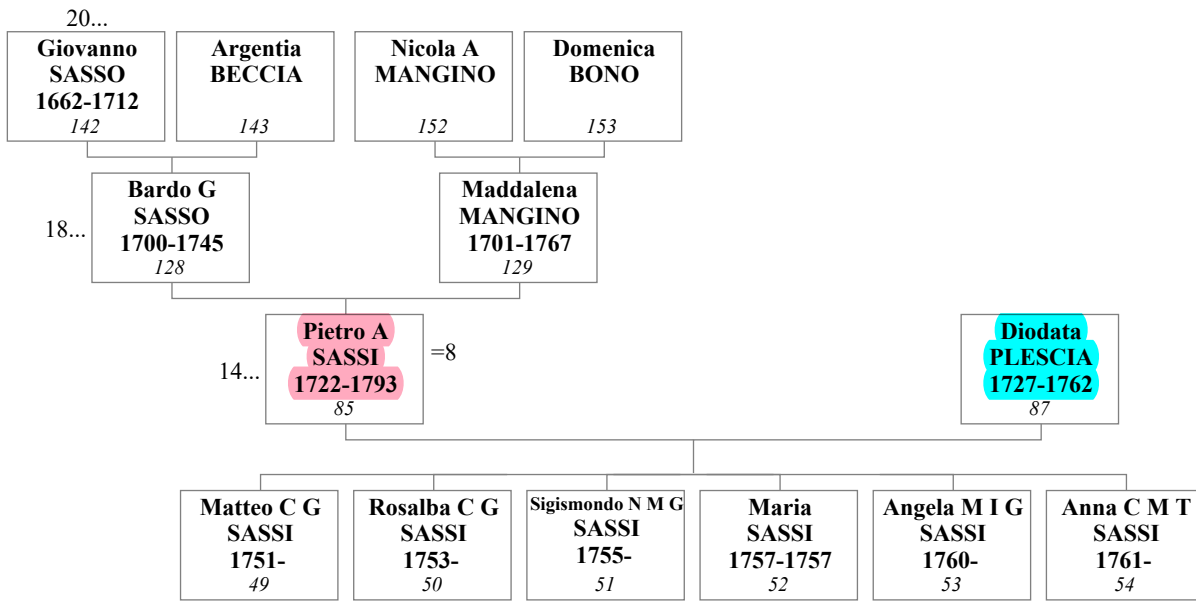 20...
Giovanno
SASSO
1662-1712
142
Argentia
BECCIA
143
Nicola A
MANGINO
152
Domenica
BONO
153
18...
Bardo G
SASSO
1700-1745
128
Maddalena
MANGINO
1701-1767
129
14...
Pietro A
SASSI
1722-1793
85
=8
Diodata
PLESCIA
1727-1762
87
Matteo C G
SASSI
1751-
49
Rosalba C G
SASSI
1753-
50
Sigismondo N M G
SASSI
1755-
51
Maria
SASSI
1757-1757
52
Angela M I G
SASSI
1760-
53
Anna C M T
SASSI
1761-
54